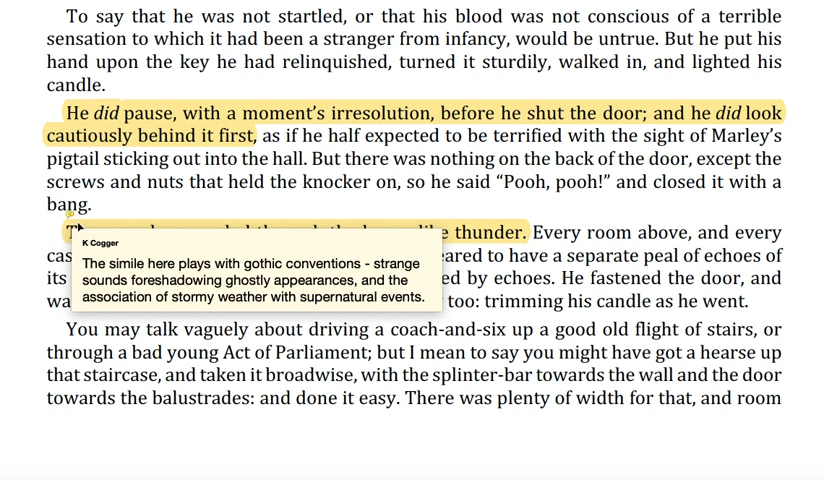 To say that he was not startled, or that his blood was not conscious of a terrible
sensation to which it had been a stranger from infancy, would be untrue. But he put his
hand upon the key he had relinquished, turned it sturdily, walked in, and lighted his
candle.
He did pause, with a moment’s irresolution, before he shut the door; and he did look
cautiously behind it first, as if he half expected to be terrified with the sight of Marley’s
pigtail sticking out into the hall. But there was nothing on the back of the door, except the
screws and nuts that held the knocker on, so he said “Pooh, pooh!” and closed it with a
bang.
thunder. Every room above, and every
to have a separate peal of echoes of
its by echoes. He fastened the door, and
too: trimming his candle as he went.
K Cogger
The simile here plays with gothic conventions - strange
sounds foreshadowing ghostly appearances, and the
association of stormy weather with supernatural events.
You may talk vaguely about driving a coach-and-six up a good old flight of stairs, or
through a bad young Act of Parliament; but I mean to say you might have got a hearse up
that staircase, and taken it broadwise, with the splinter-bar towards the wall and the door
towards the balustrades: and done it easy. There was plenty of width for that, and room